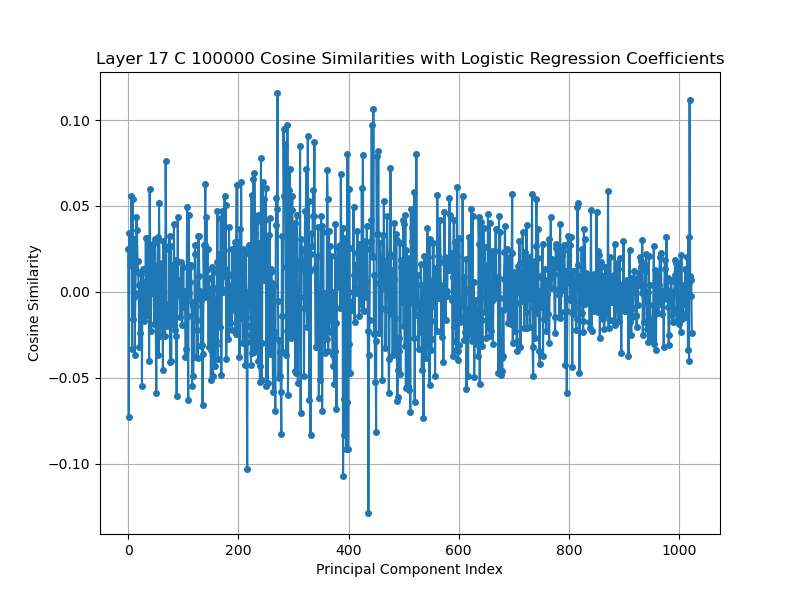 Layer 17 C 100000 Cosine Similarities with Logistic Regression Coefficients
0.10
0.05
0.00
−0.05
−0.10
Cosine Similarity
0 200 400 600 800 1000
Principal Component Index